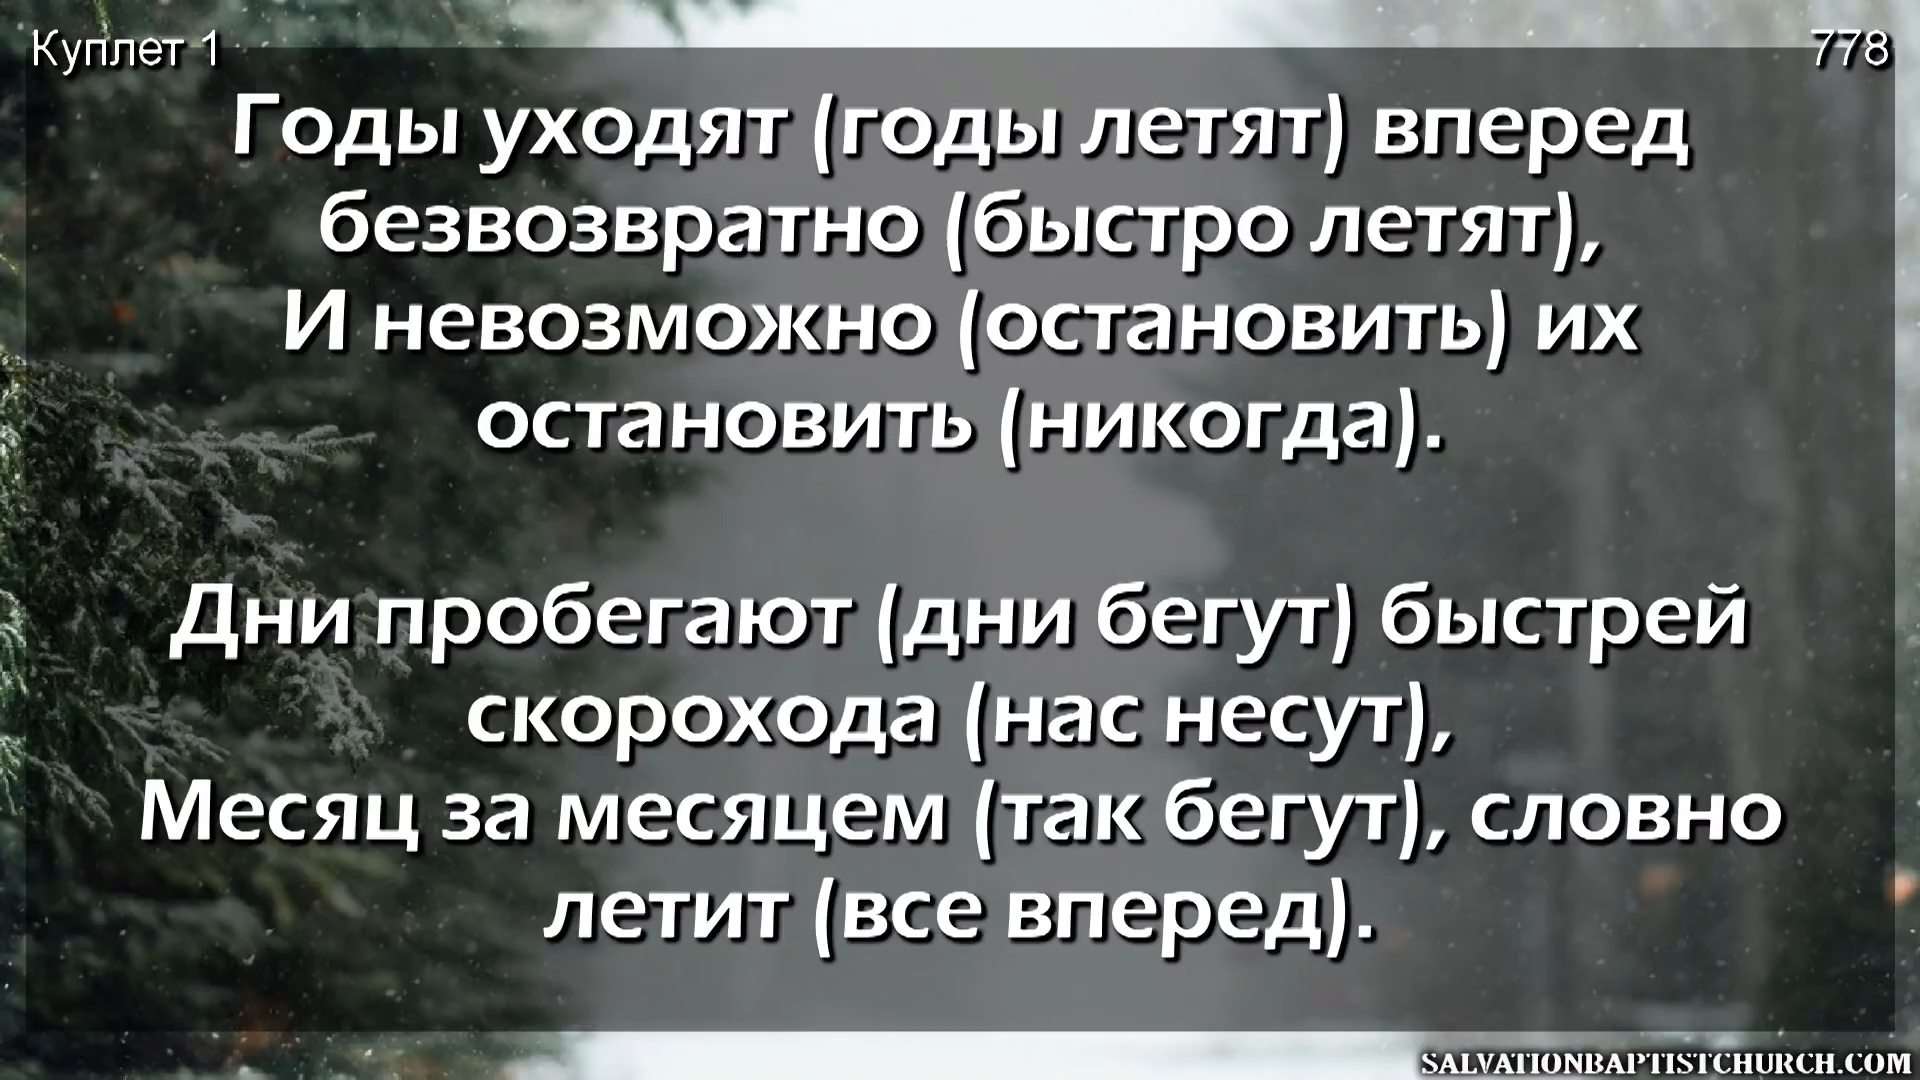 Куплет 1
778
Годы уходят (годы летят) вперед
безвозвратно (быстро летят),
И невозможно (остановить) их
остановить (никогда).
Дни пробегают (дни бегут) быстрей
скорохода (нас несут),
Месяц за месяцем (так бегут), словно
летит (все вперед).
SALVATIONBAPTISTCHURCH.COM